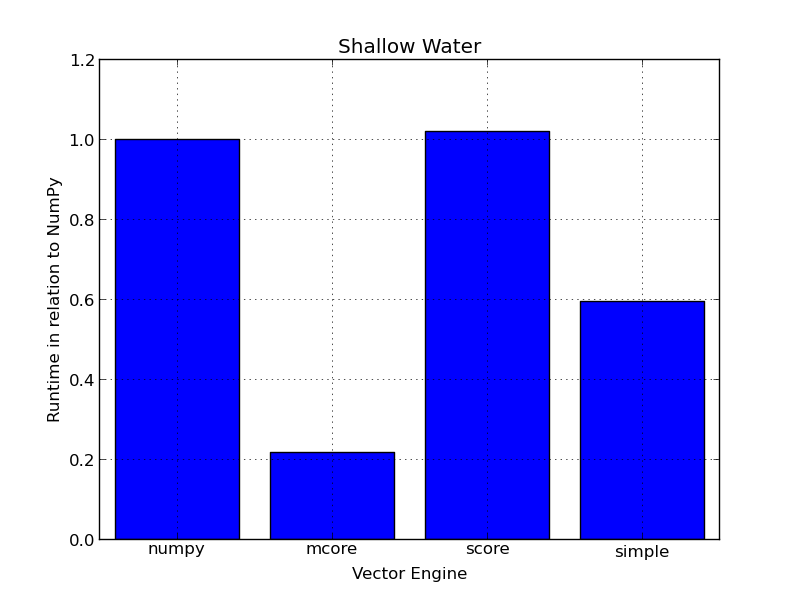 Shallow Water
1.2
1.0
0.8
0.6
0.4
0.2
0.0
Runtime in relation to NumPy
numpy
mcore
score
simple
Vector Engine